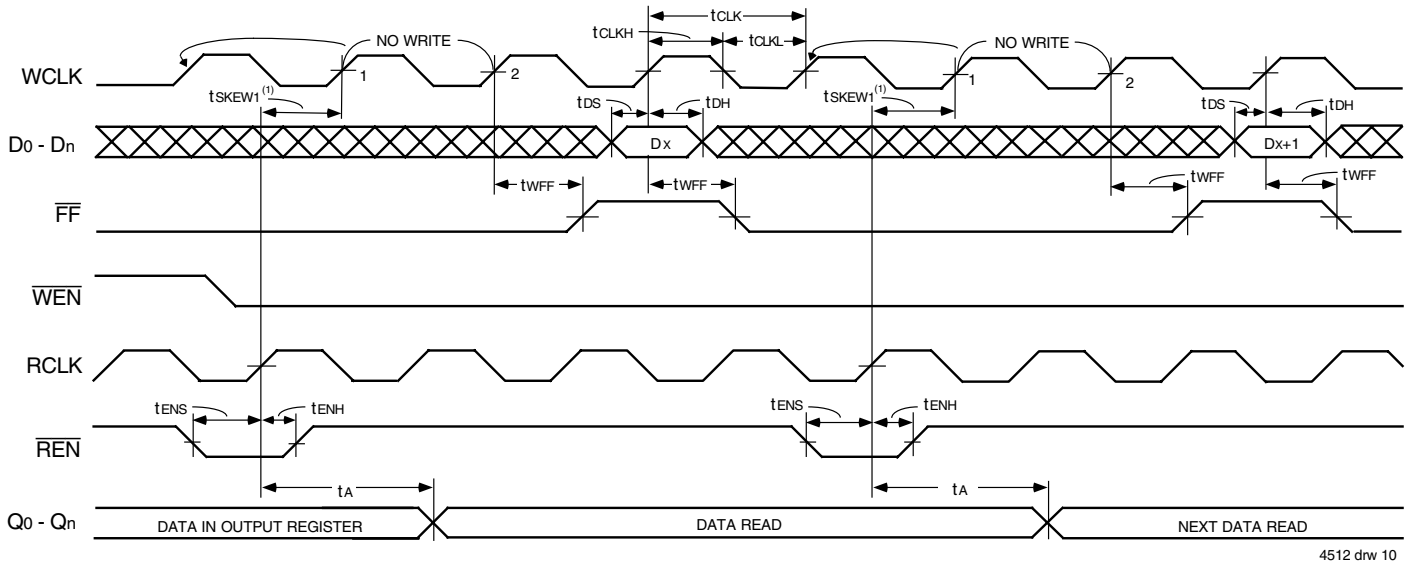 tCLK
NO WRITE
tCLKH
tCLKL
NO WRITE
WCLK
1
2
1
2
tSKEW1(1)
tDS
tDH
tSKEW1(1)
tDS
tDH
D0 - Dn
Dx
Dx+1
tWFF
tWFF
tWFF
tWFF
FF
WEN
RCLK
tENS
tENH
tENS
tENH
REN
tA
tA
Q0 - Qn
DATA IN OUTPUT REGISTER
DATA READ
NEXT DATA READ
4512 drw 10